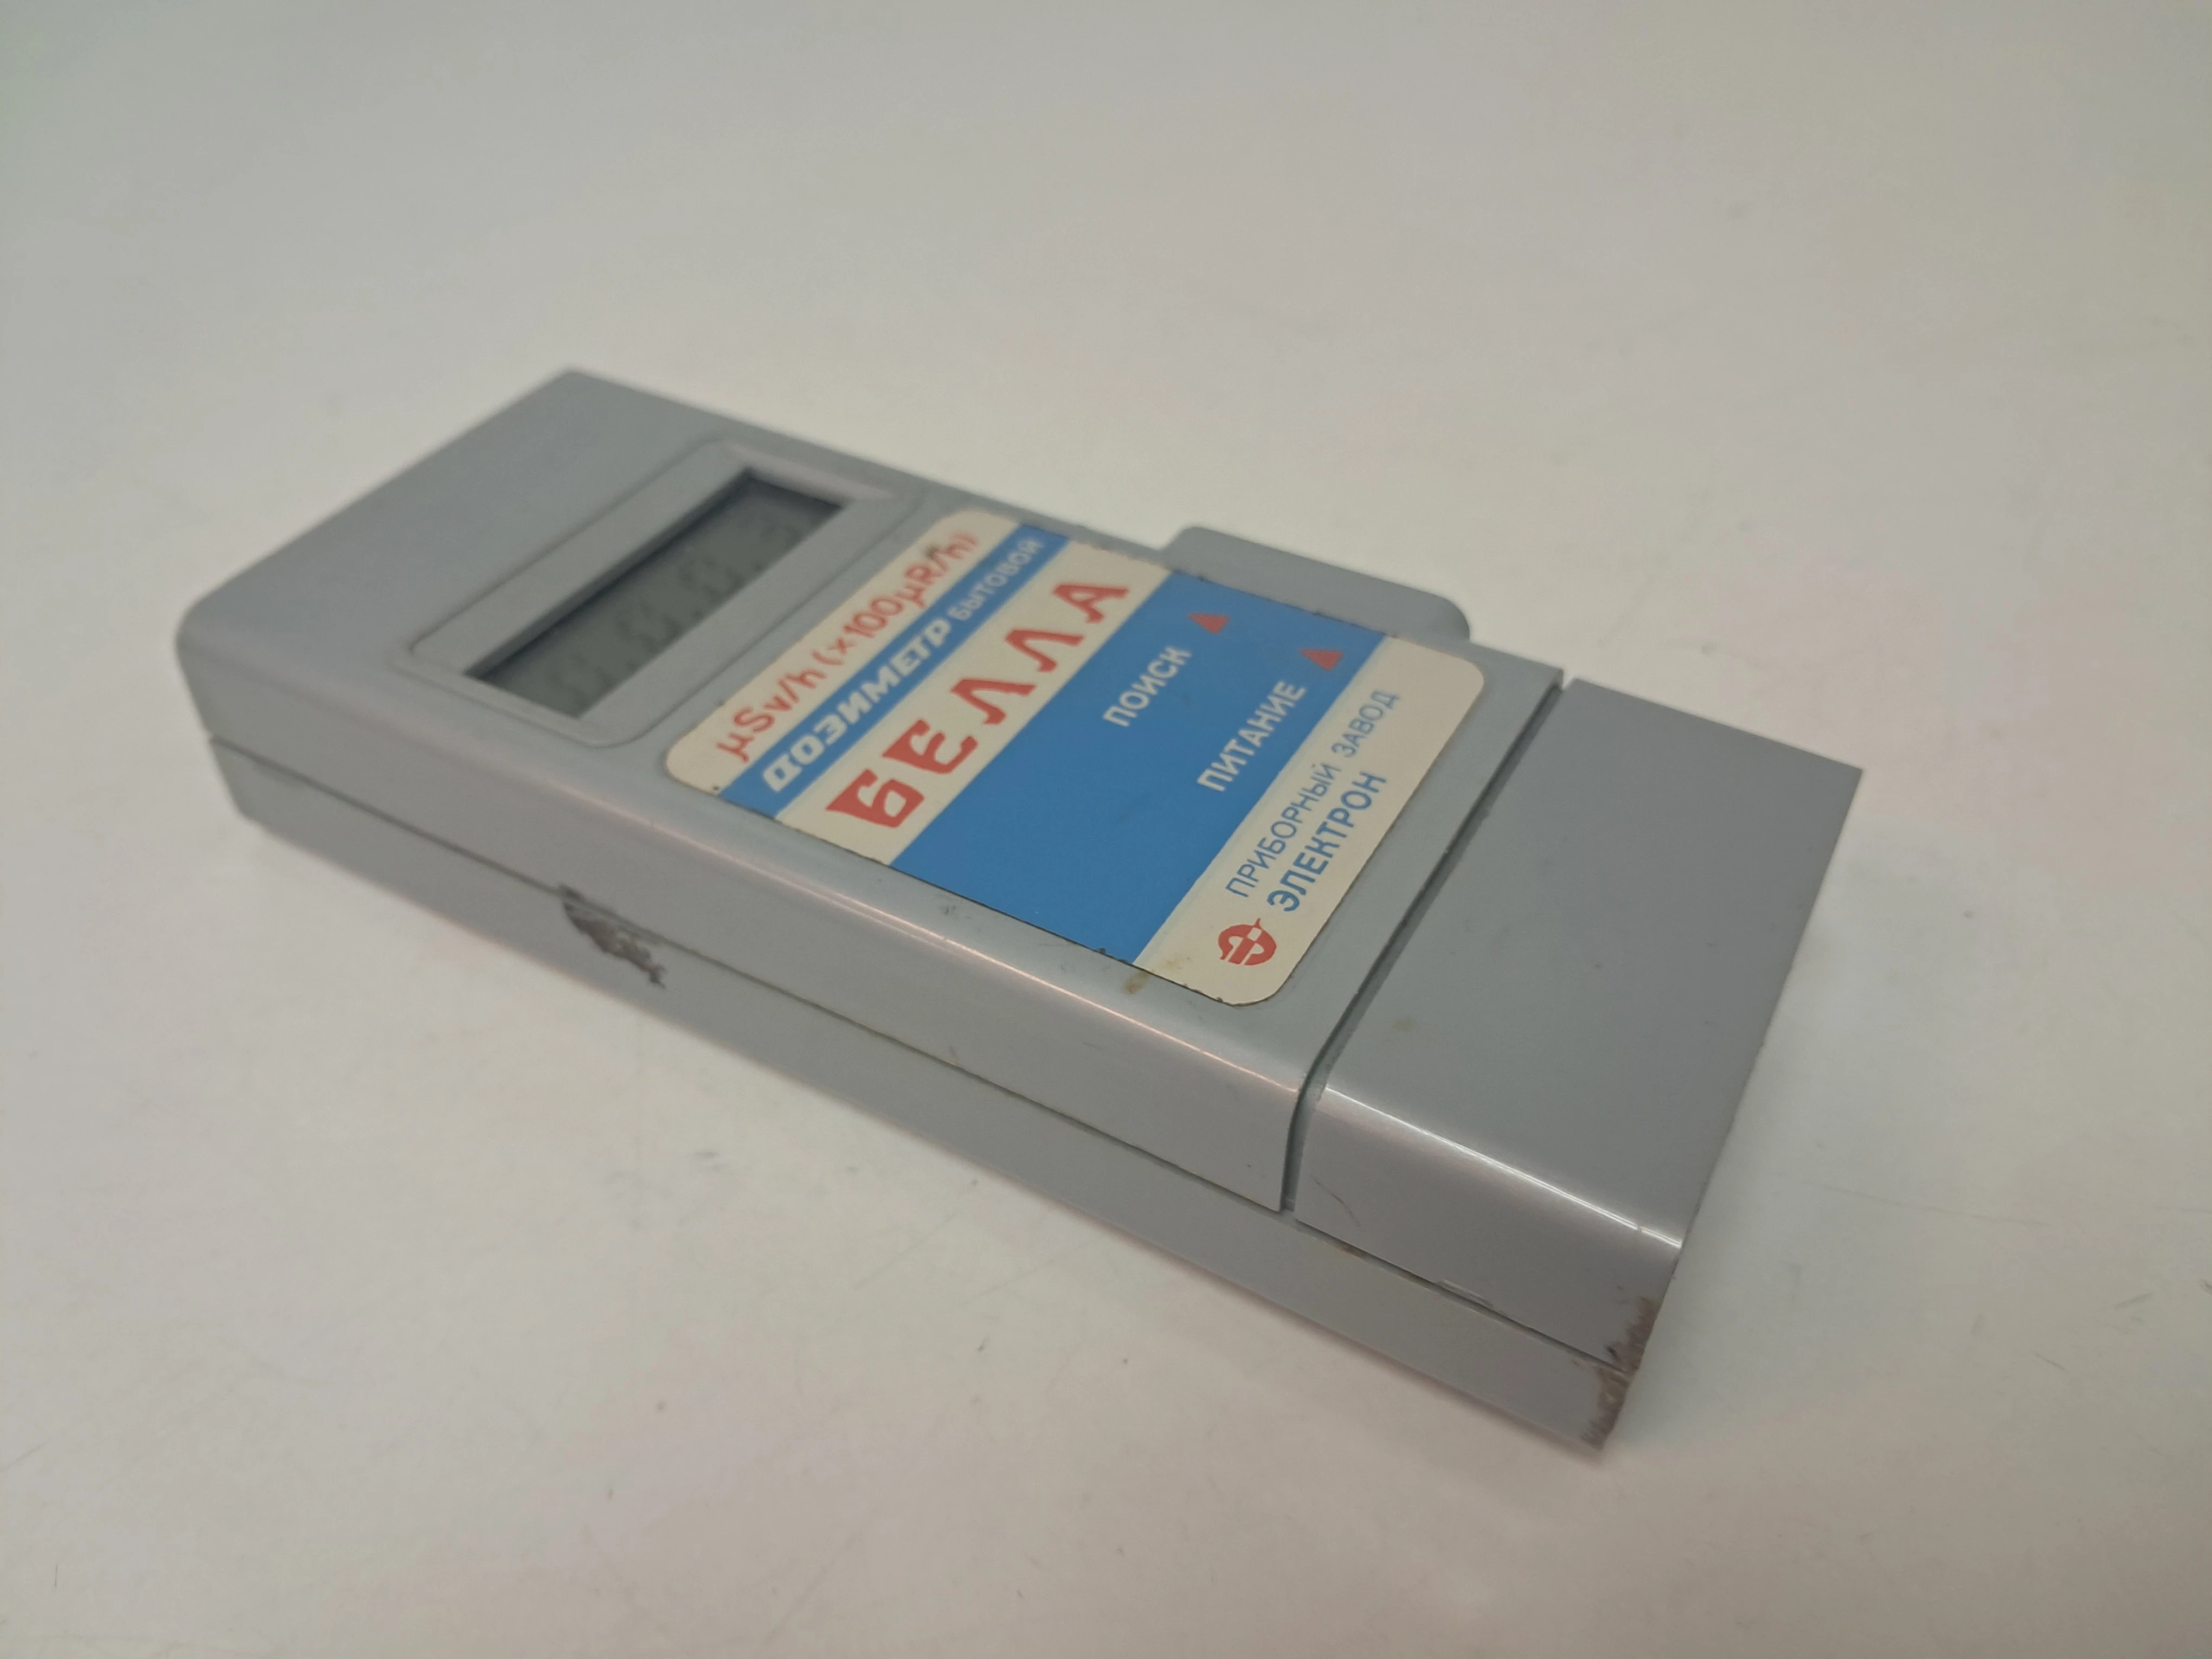 μSv/h (×100μR/h)
ДОЗИМЕТР БЫТОВОЙ
БЕЛЛА
ПОИСК
ПИТАНИЕ
ПРИБОРНЫЙ ЗАВОД
ЭЛЕКТРОН